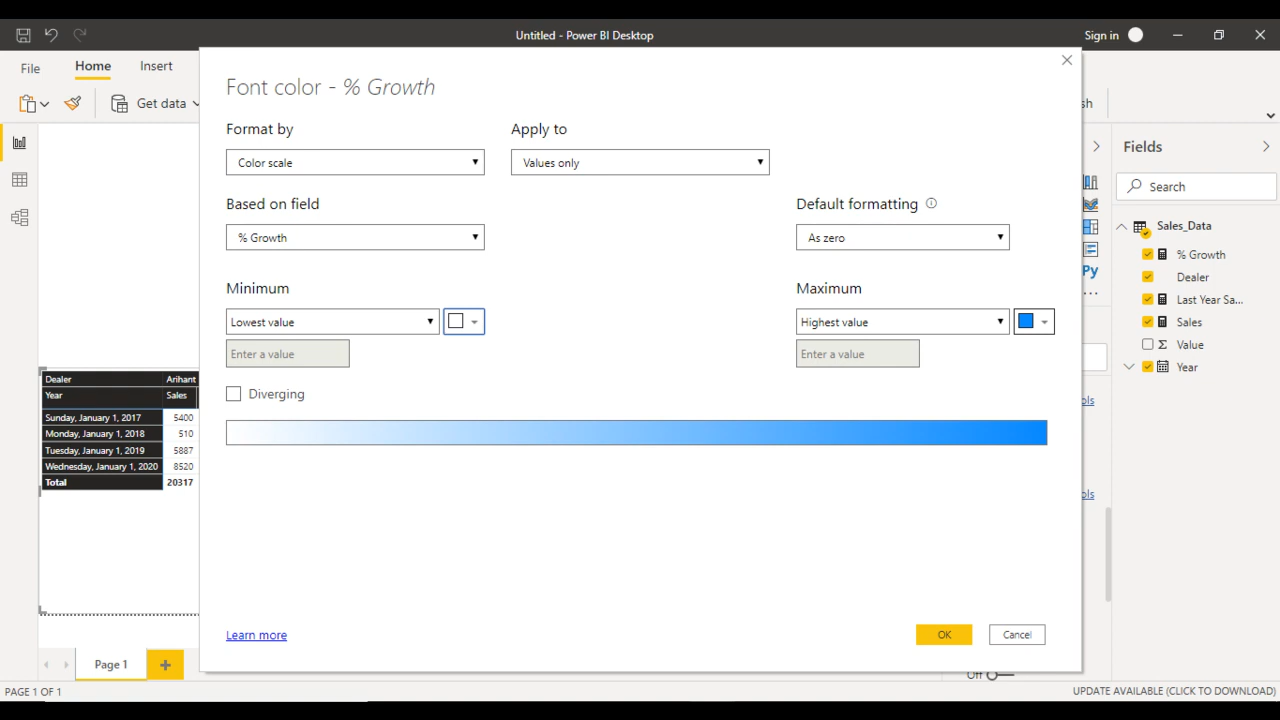 Untitled - Power BI Desktop
Sign in
File
Home
Insert
Get data
sh
Font color - % Growth
Format by
Apply to
Color scale
Values only
Based on field
Default formatting
% Growth
As zero
Minimum
Maximum
Lowest value
Highest value
Enter a value
Enter a value
Diverging
Learn more
OK
Cancel
Fields
Search
Sales_Data
% Growth
Dealer
Last Year Sa...
Sales
Σ Value
Year
Py
ols
ols
Off
Dealer Arihant
Year Sales
Sunday, January 1, 2017 5400
Monday, January 1, 2018 510
Tuesday, January 1, 2019 5887
Wednesday, January 1, 2020 8520
Total 20317
Page 1
PAGE 1 OF 1
UPDATE AVAILABLE (CLICK TO DOWNLOAD)